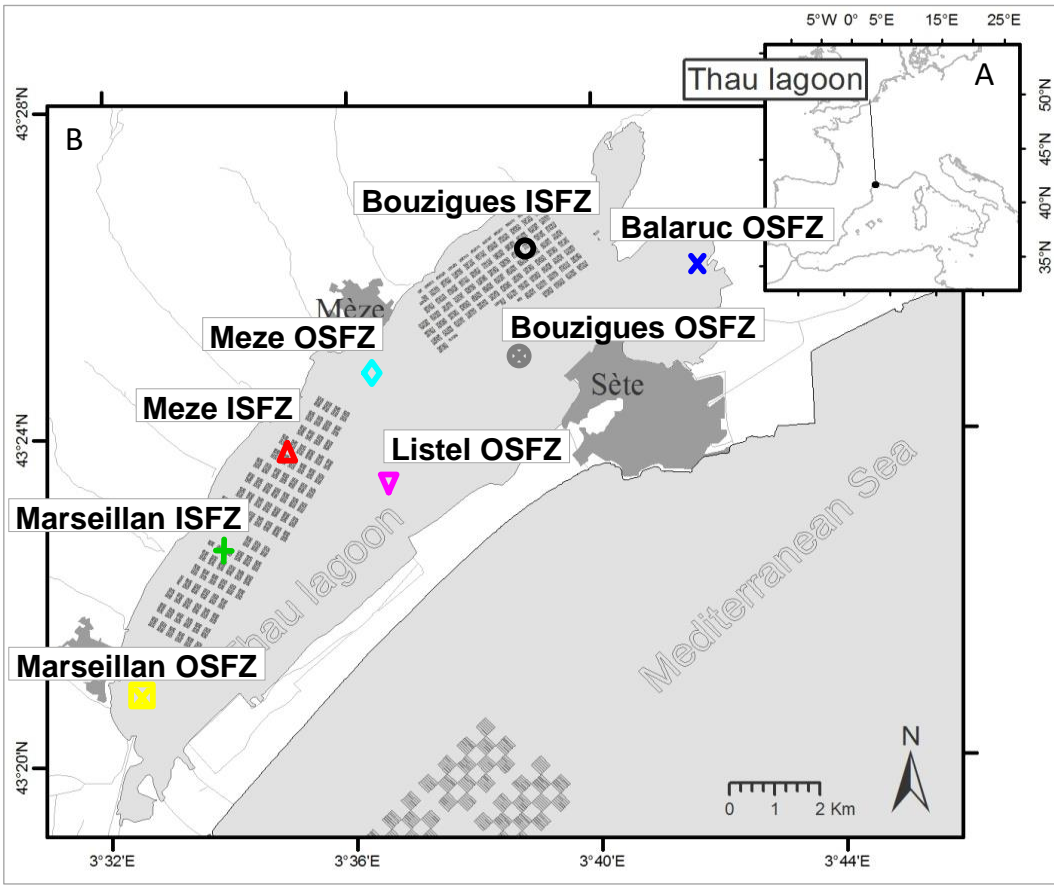 5°W 0° 5°E 15°E 25°E
A
Thau lagoon
50°N
45°N
40°N
35°N
43°28'N
B
Bouzigues ISFZ
Balaruc OSFZ
Mèze
Bouzigues OSFZ
Meze OSFZ
Sète
Meze ISFZ
43°24'N
Listel OSFZ
Marseillan ISFZ
Thau lagoon
Mediterranean Sea
Marseillan OSFZ
43°20'N
N
0 1 2 Km
3°32'E 3°36'E 3°40'E 3°44'E